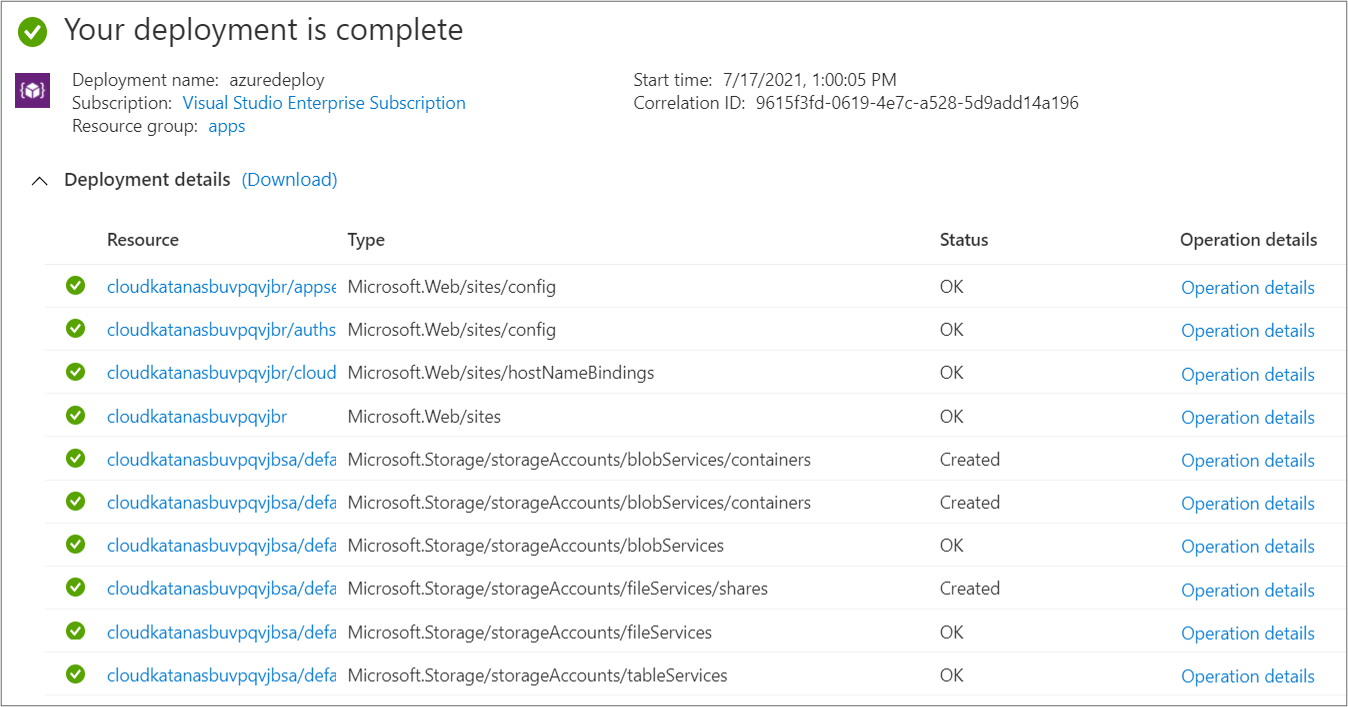 Your deployment is complete
Deployment name: azuredeploy
Subscription: Visual Studio Enterprise Subscription
Resource group: apps
Start time: 7/17/2021, 1:00:05 PM
Correlation ID: 9615f3fd-0619-4e7c-a528-5d9add14a196
Deployment details (Download)
Resource Type Status Operation details
cloudkatanasbuvpqvjbr/appse Microsoft.Web/sites/config OK Operation details
cloudkatanasbuvpqvjbr/auths Microsoft.Web/sites/config OK Operation details
cloudkatanasbuvpqvjbr/cloud Microsoft.Web/sites/hostNameBindings OK Operation details
cloudkatanasbuvpqvjbr Microsoft.Web/sites OK Operation details
cloudkatanasbuvpqvjbsa/defa Microsoft.Storage/storageAccounts/blobServices/containers Created Operation details
cloudkatanasbuvpqvjbsa/defa Microsoft.Storage/storageAccounts/blobServices/containers Created Operation details
cloudkatanasbuvpqvjbsa/defa Microsoft.Storage/storageAccounts/blobServices OK Operation details
cloudkatanasbuvpqvjbsa/defa Microsoft.Storage/storageAccounts/fileServices/shares Created Operation details
cloudkatanasbuvpqvjbsa/defa Microsoft.Storage/storageAccounts/fileServices OK Operation details
cloudkatanasbuvpqvjbsa/defa Microsoft.Storage/storageAccounts/tableServices OK Operation details